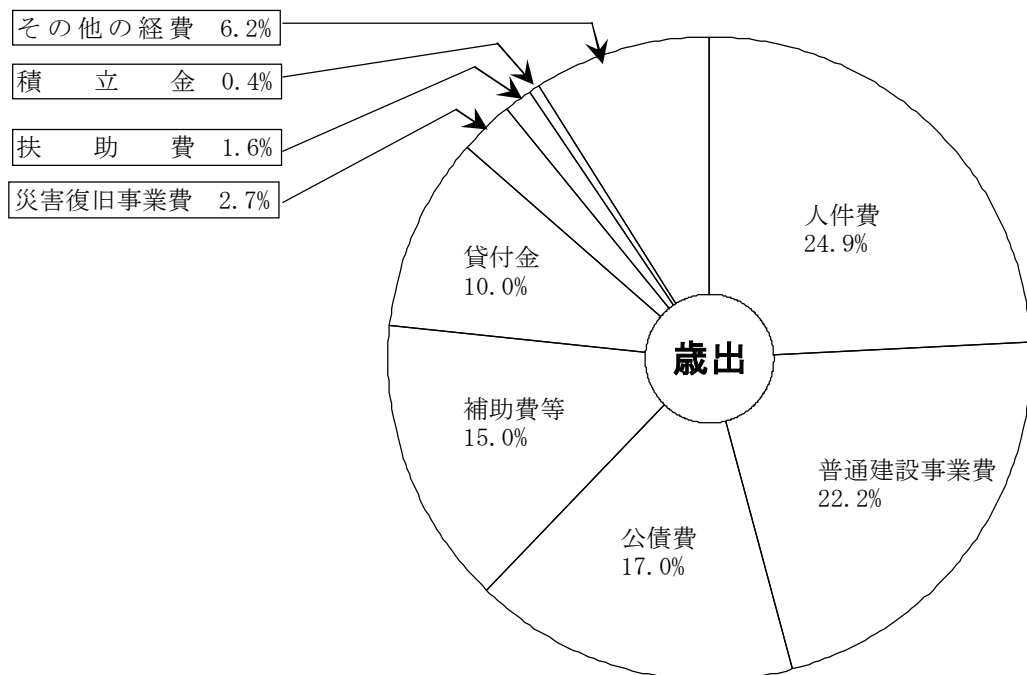 その他の経費 6.2%
積立金 0.4%
扶助費 1.6%
災害復旧事業費 2.7%
人件費
24.9%
貸付金
10.0%
歳出
補助費等
15.0%
普通建設事業費
22.2%
公債費
17.0%